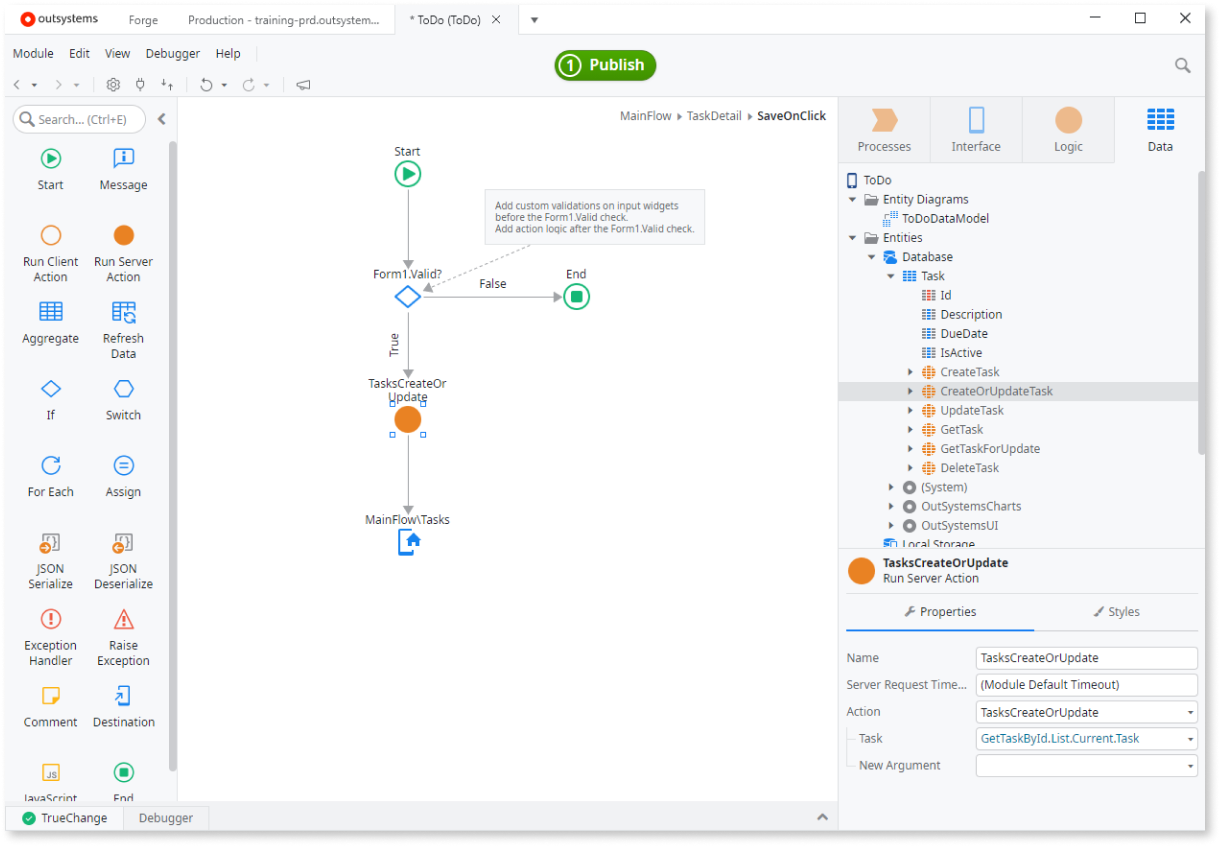 outsystems
Forge
Production - training-prd.outsystem...
* ToDo (ToDo)
Module
Edit
View
Debugger
Help
1
Publish
Search... (Ctrl+E)
Start
Message
Run Client
Action
Run Server
Action
Aggregate
Refresh
Data
If
Switch
For Each
Assign
JSON
Serialize
JSON
Deserialize
Exception
Handler
Raise
Exception
Comment
Destination
JS
JavaScript
End
MainFlow
TaskDetail
SaveOnClick
Start
Add custom validations on input widgets
before the Form1.Valid check.
Add action logic after the Form1.Valid check.
Form1.Valid?
False
End
True
TasksCreateOr
Update
MainFlow\Tasks
Processes
Interface
Logic
Data
ToDo
Entity Diagrams
ToDoDataModel
Entities
Database
Task
Id
Description
DueDate
IsActive
CreateTask
CreateOrUpdateTask
UpdateTask
GetTask
GetTaskForUpdate
DeleteTask
(System)
OutSystemsCharts
OutSystemsUI
Local Storage
TasksCreateOrUpdate
Run Server Action
Properties
Styles
Name
TasksCreateOrUpdate
Server Request Time...
(Module Default Timeout)
Action
TasksCreateOrUpdate
Task
GetTaskById.List.Current.Task
New Argument
TrueChange
Debugger